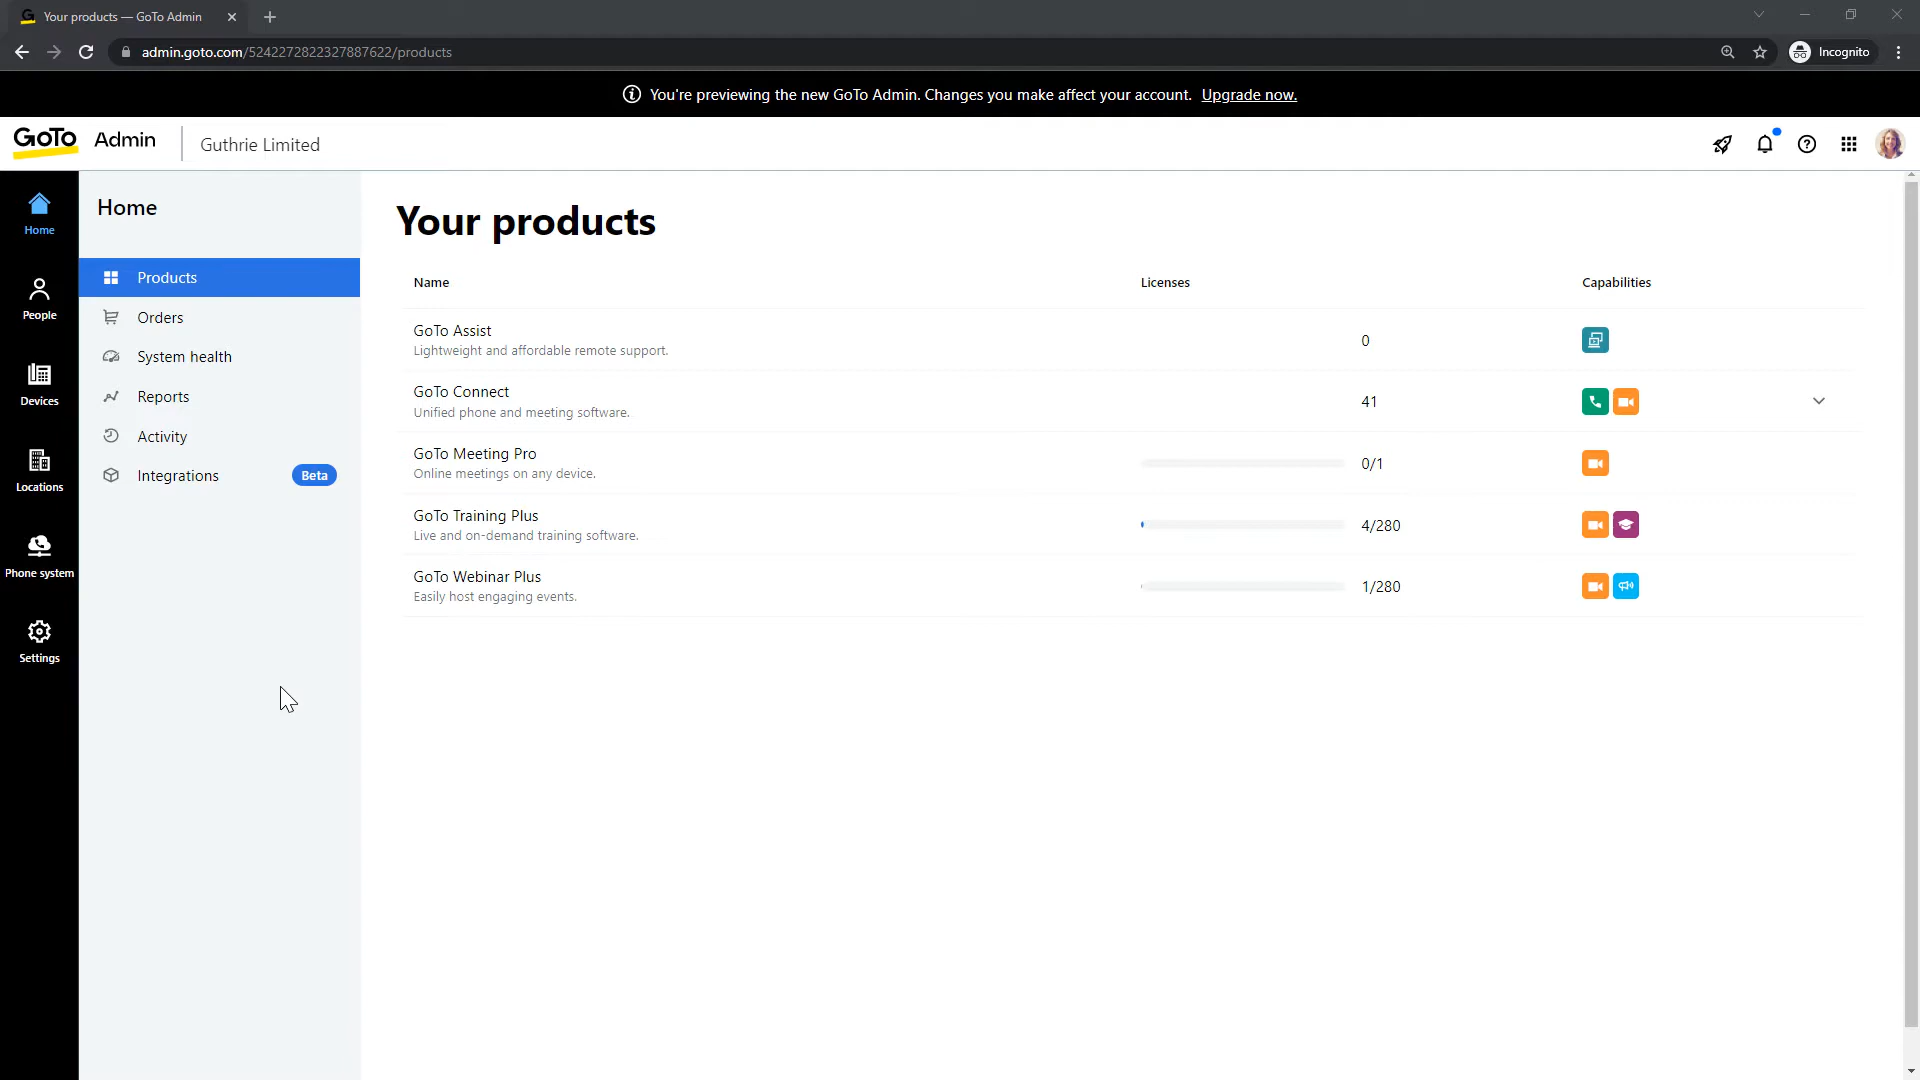 Your products — GoTo Admin
admin.goto.com/5242272822327887622/products
Incognito
You're previewing the new GoTo Admin. Changes you make affect your account. Upgrade now.
GoTo Admin
Guthrie Limited
Home
People
Devices
Locations
Phone system
Settings
Home
Products
Orders
System health
Reports
Activity
Integrations Beta
Your products
Name Licenses Capabilities
GoTo Assist
Lightweight and affordable remote support.
0
GoTo Connect
Unified phone and meeting software.
41
GoTo Meeting Pro
Online meetings on any device.
0/1
GoTo Training Plus
Live and on-demand training software.
4/280
GoTo Webinar Plus
Easily host engaging events.
1/280